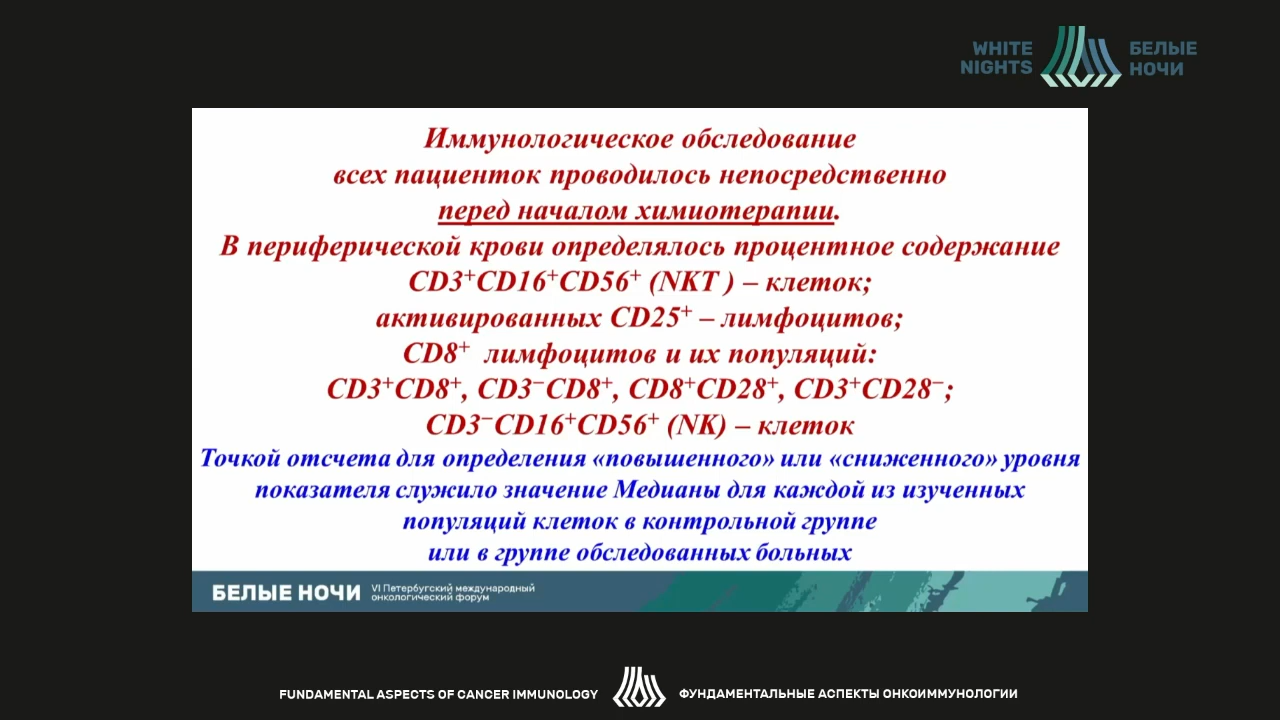 WHITE
NIGHTS
БЕЛЫЕ
НОЧИ
Иммунологическое обследование
всех пациенток проводилось непосредственно
перед началом химиотерапии.
В периферической крови определялось процентное содержание
CD3⁺CD16⁺CD56⁺ (NKT ) – клеток;
активированных CD25⁺ – лимфоцитов;
CD8⁺ лимфоцитов и их популяций:
CD3⁺CD8⁺, CD3⁻CD8⁺, CD8⁺CD28⁺, CD3⁺CD28⁻;
CD3⁻CD16⁺CD56⁺ (NK) – клеток
Точкой отсчета для определения «повышенного» или «сниженного» уровня
показателя служило значение Медианы для каждой из изученных
популяций клеток в контрольной группе
или в группе обследованных больных
БЕЛЫЕ НОЧИ
VI Петербугский международный
онкологический форум
FUNDAMENTAL ASPECTS OF CANCER IMMUNOLOGY
ФУНДАМЕНТАЛЬНЫЕ АСПЕКТЫ ОНКОИММУНОЛОГИИ